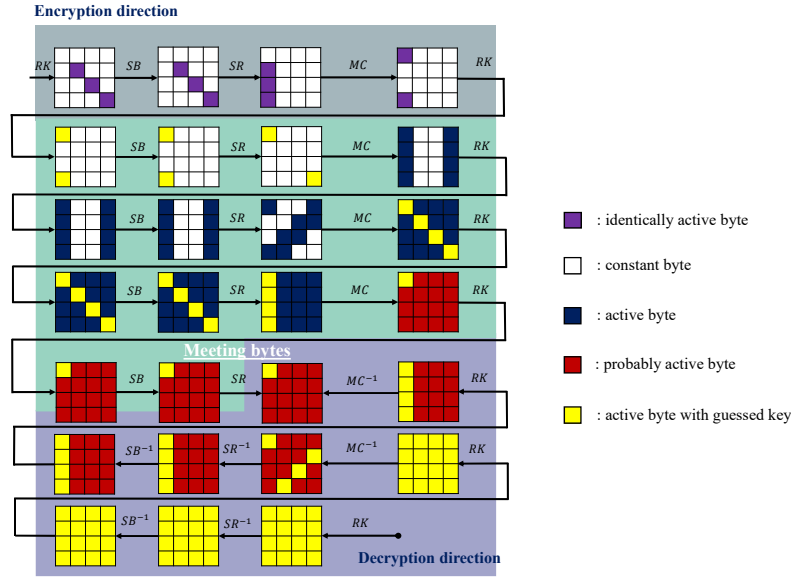 Encryption direction
RK SB SR MC RK
SB SR MC RK
SB SR MC RK
SB SR MC RK
Meeting bytes
SB SR MC⁻¹ RK
SB⁻¹ SR⁻¹ MC⁻¹ RK
SB⁻¹ SR⁻¹ RK
Decryption direction
: identically active byte
: constant byte
: active byte
: probably active byte
: active byte with guessed key